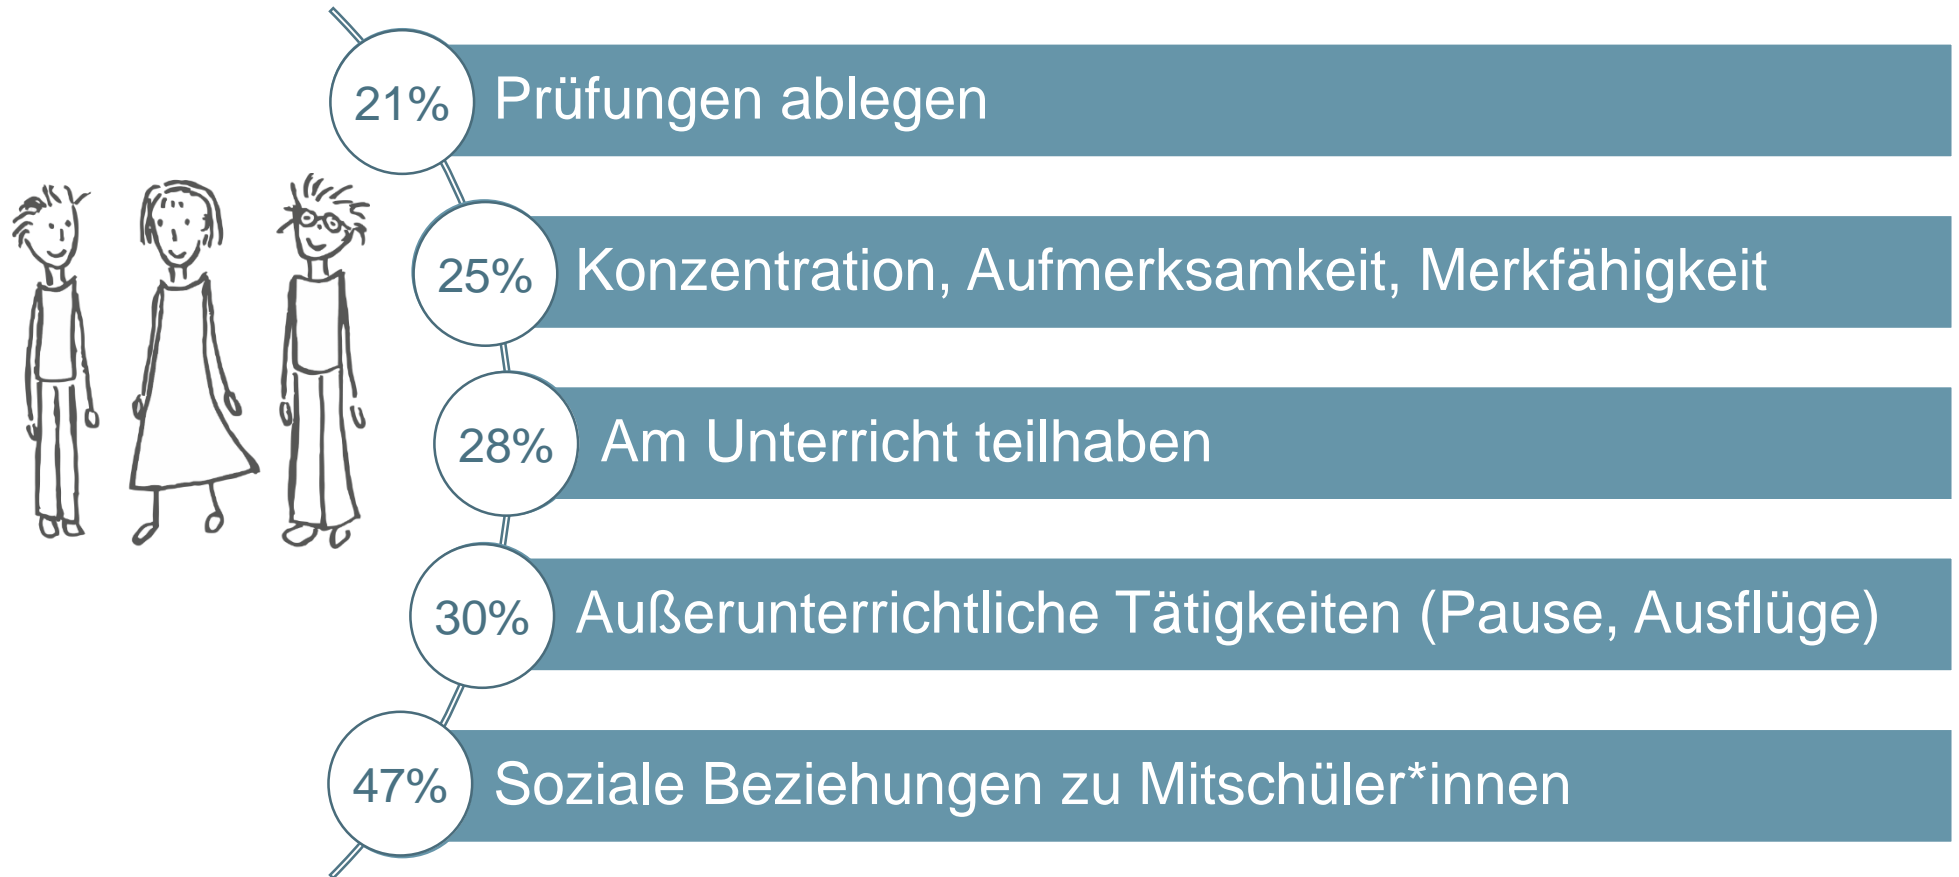 21% Prüfungen ablegen
25% Konzentration, Aufmerksamkeit, Merkfähigkeit
28% Am Unterricht teilhaben
30% Außerunterrichtliche Tätigkeiten (Pause, Ausflüge)
47% Soziale Beziehungen zu Mitschüler*innen